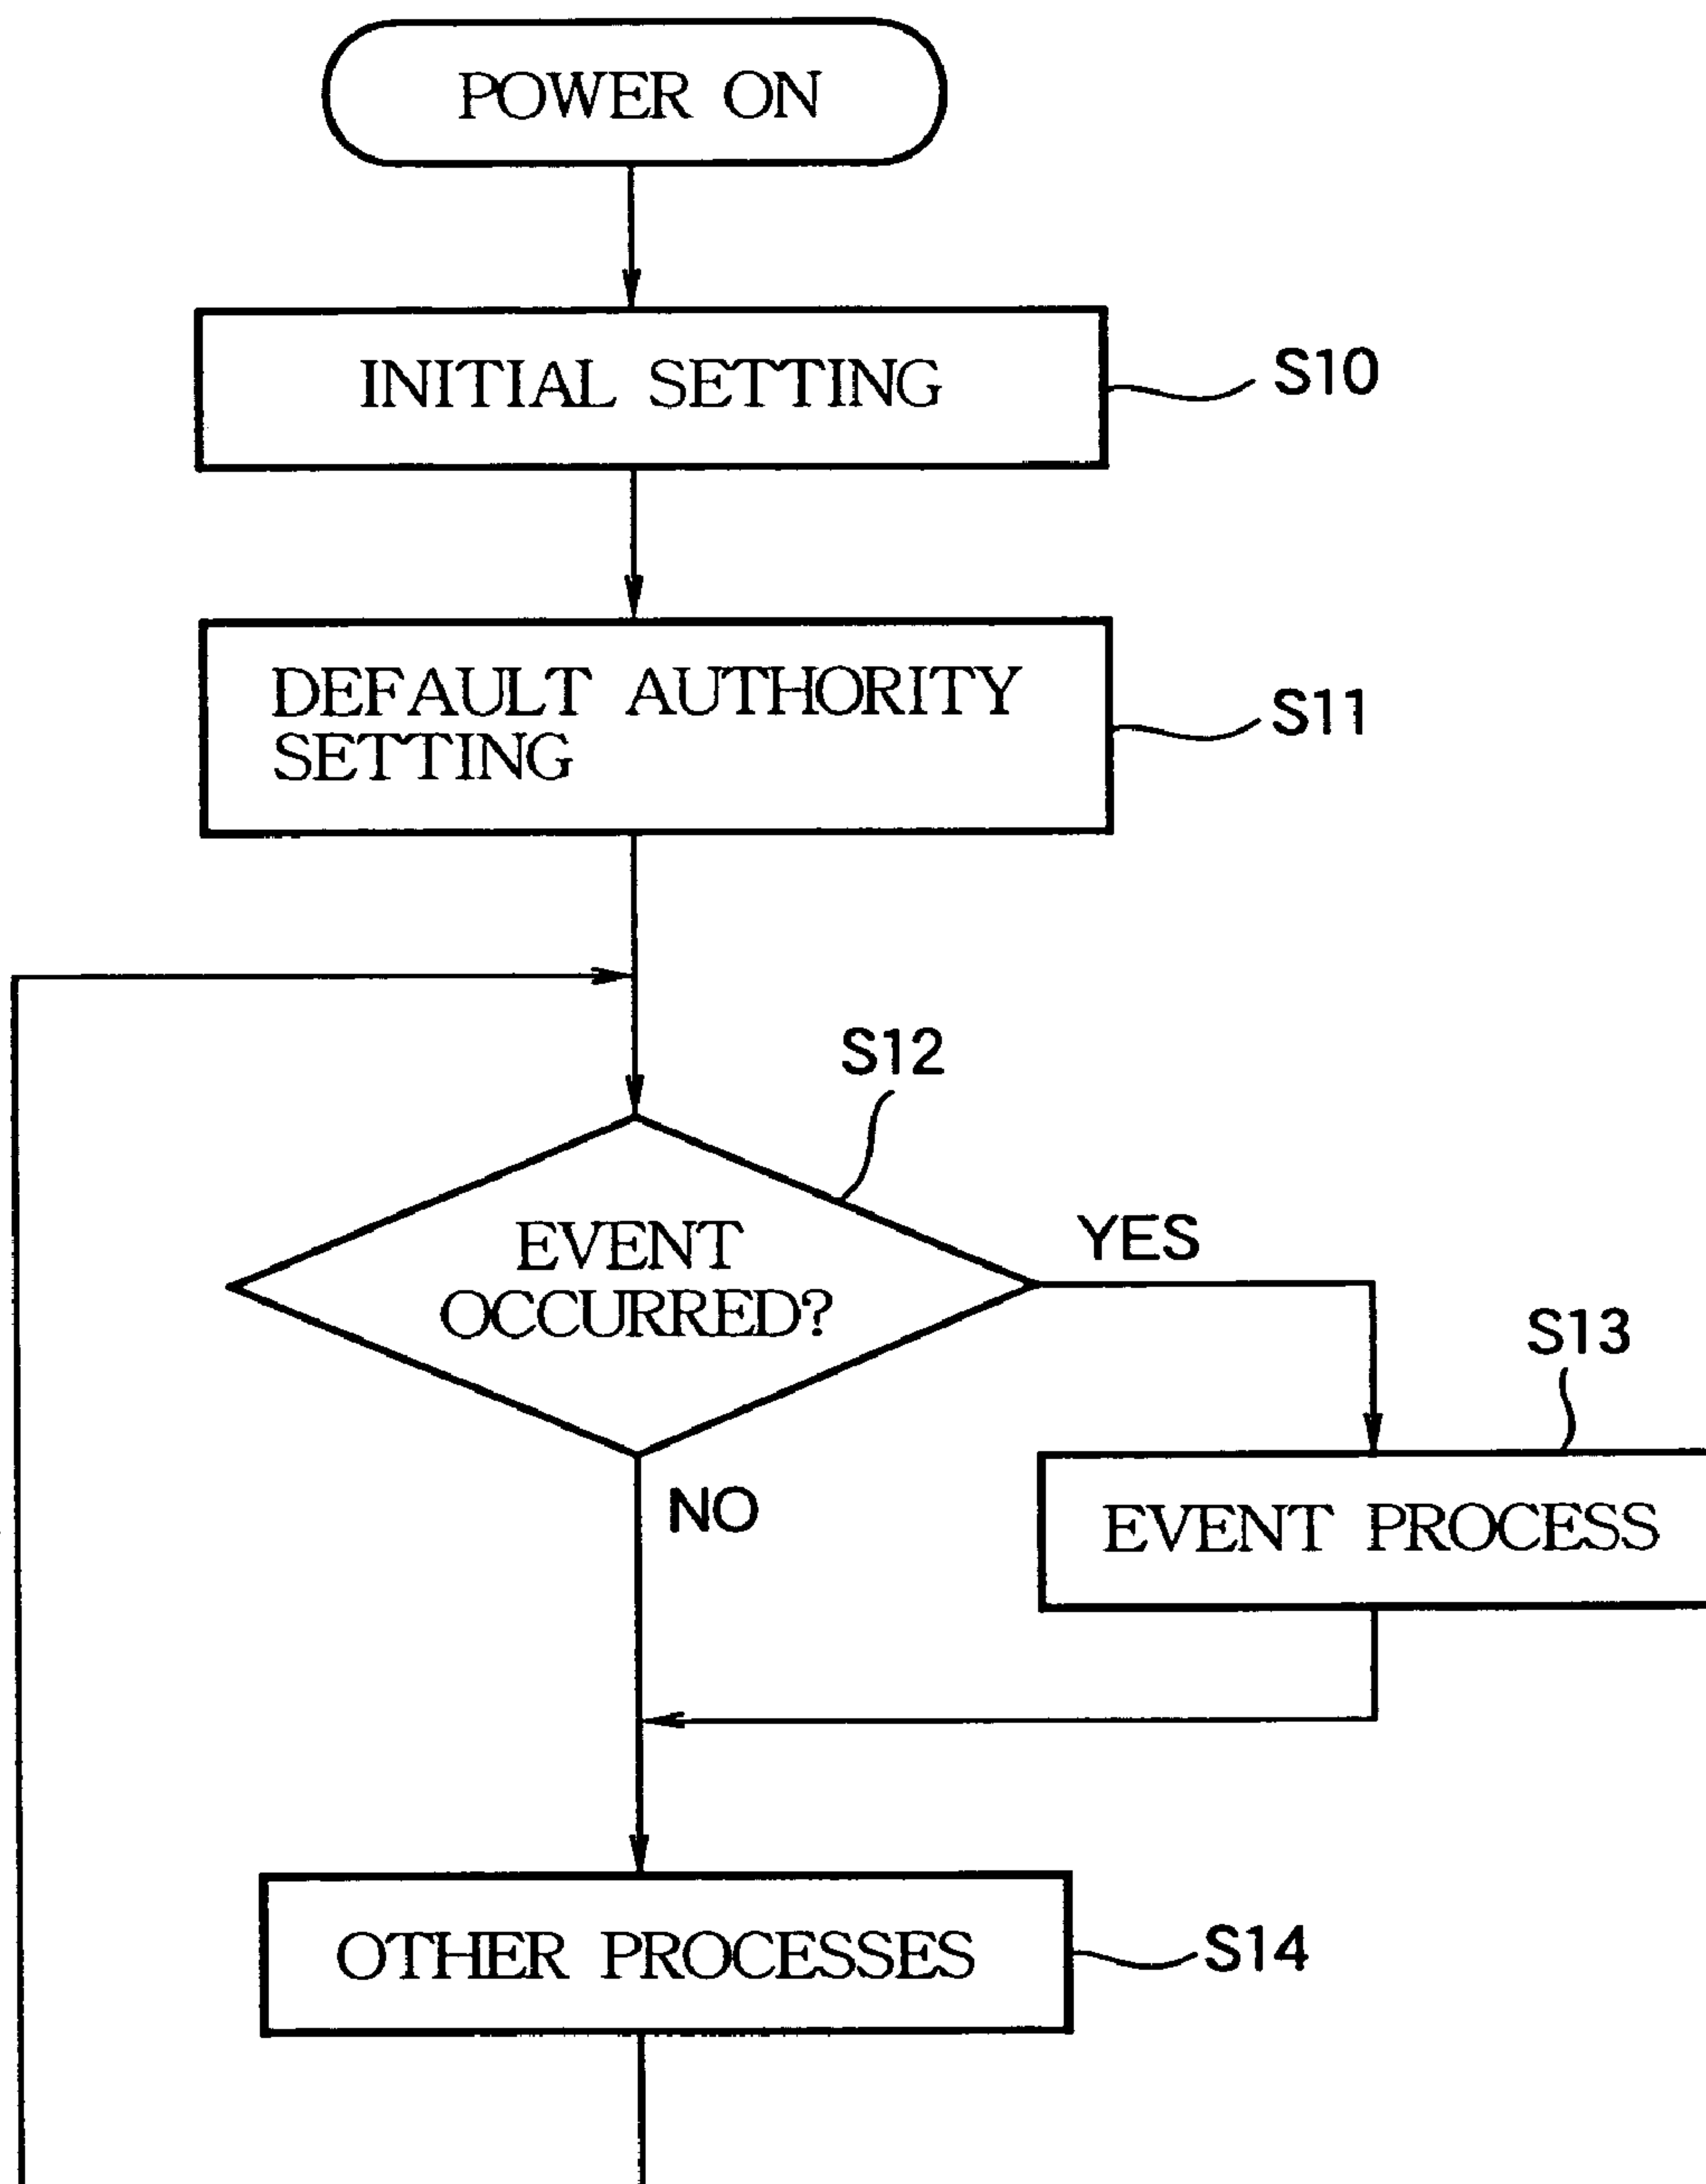 POWER ON
INITIAL SETTING
S10
DEFAULT AUTHORITY
SETTING
S11
S12
EVENT
OCCURRED?
YES
S13
NO
EVENT PROCESS
OTHER PROCESSES
S14